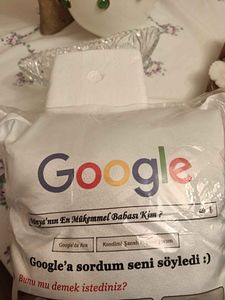 Google
Dünya'nın En Mükemmel Babası Kim ?
Google'da Ara Kendimi Şanslı Hissediyorum
Google'a sordum seni söyledi :)
Bunu mu demek istediniz?